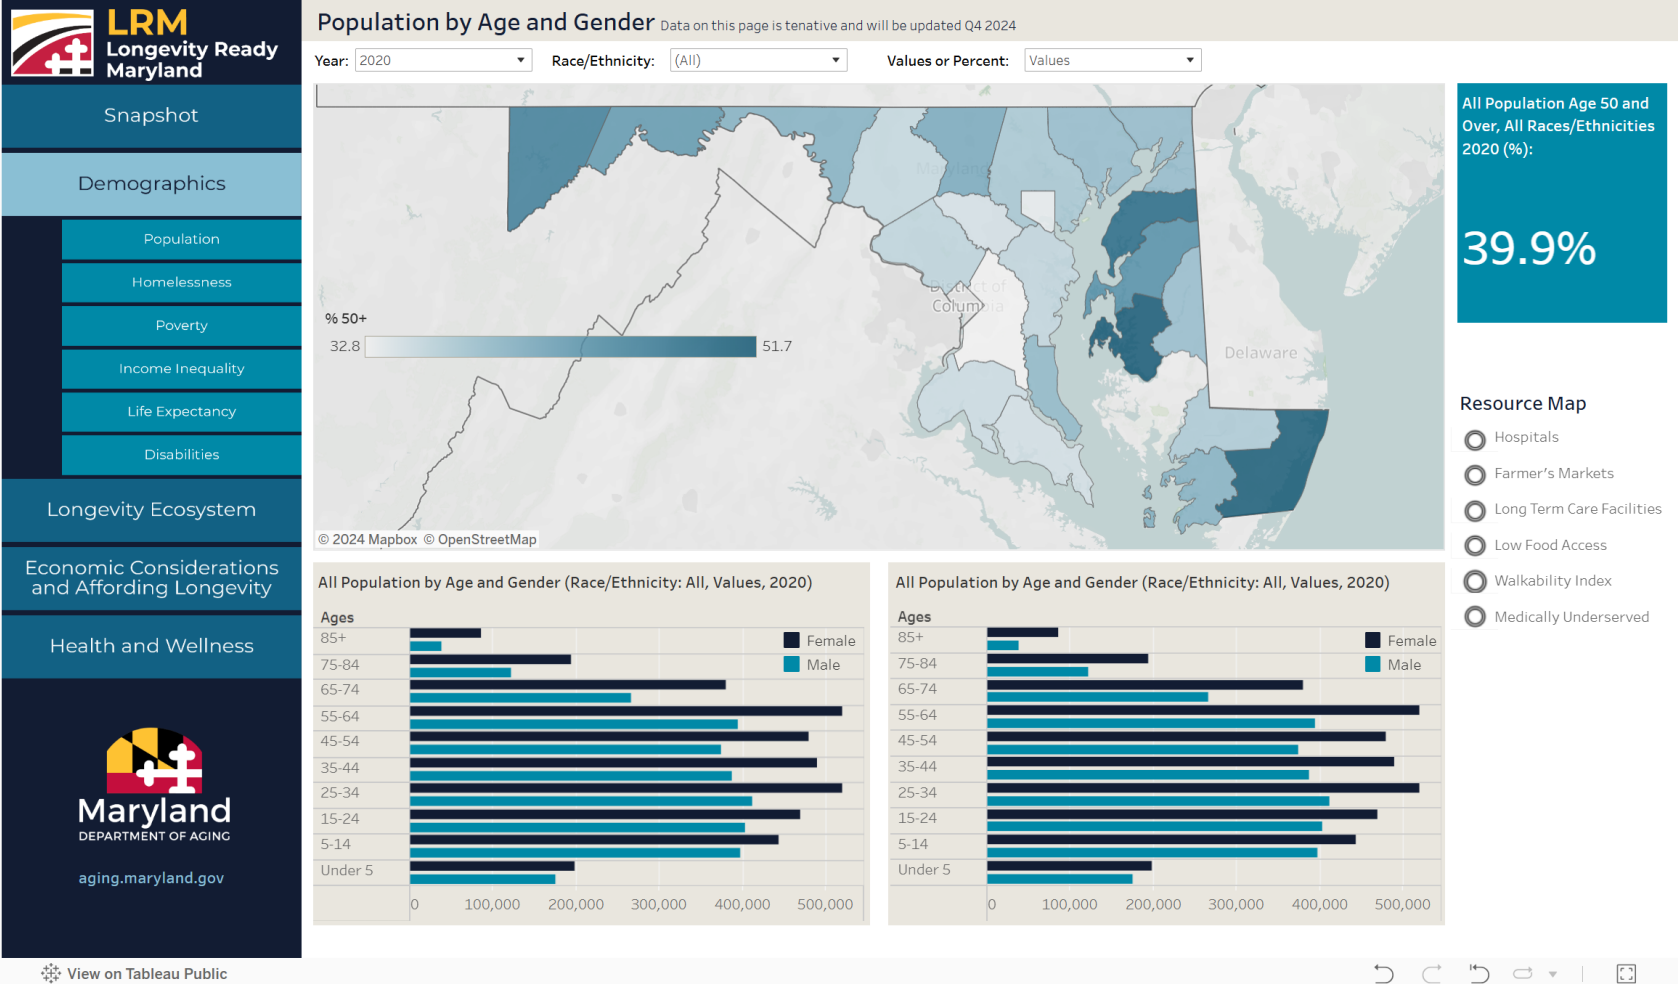 LRM
Longevity Ready
Maryland
Snapshot
Demographics
Population
Homelessness
Poverty
Income Inequality
Life Expectancy
Disabilities
Longevity Ecosystem
Economic Considerations
and Affording Longevity
Health and Wellness
Maryland
DEPARTMENT OF AGING
aging.maryland.gov
Population by Age and Gender Data on this page is tenative and will be updated Q4 2024
Year: 2020 Race/Ethnicity: (All) Values or Percent: Values
Maryland
District of
Columbia
Delaware
% 50+
32.8 51.7
© 2024 Mapbox © OpenStreetMap
All Population Age 50 and
Over, All Races/Ethnicities
2020 (%):
39.9%
Resource Map
Hospitals
Farmer's Markets
Long Term Care Facilities
Low Food Access
Walkability Index
Medically Underserved
All Population by Age and Gender (Race/Ethnicity: All, Values, 2020)
Ages
85+
75-84
65-74
55-64
45-54
35-44
25-34
15-24
5-14
Under 5
Female
Male
0 100,000 200,000 300,000 400,000 500,000
All Population by Age and Gender (Race/Ethnicity: All, Values, 2020)
Ages
85+
75-84
65-74
55-64
45-54
35-44
25-34
15-24
5-14
Under 5
Female
Male
0 100,000 200,000 300,000 400,000 500,000
View on Tableau Public